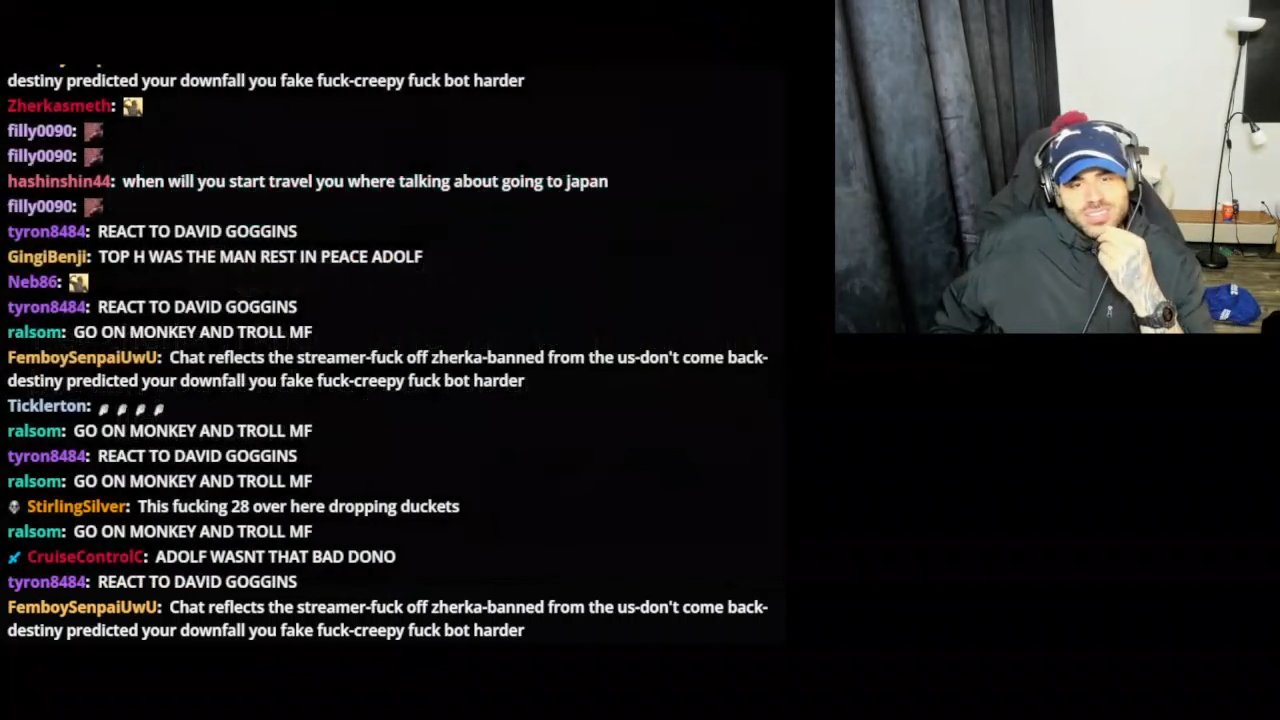 destiny predicted your downfall you fake fuck-creepy fuck bot harder
Zherkasmeth:
filly0090:
filly0090:
hashinshin44: when will you start travel you where talking about going to japan
filly0090:
tyron8484: REACT TO DAVID GOGGINS
GingiBenji: TOP H WAS THE MAN REST IN PEACE ADOLF
Neb86:
tyron8484: REACT TO DAVID GOGGINS
ralsom: GO ON MONKEY AND TROLL MF
FemboySenpaiUwU: Chat reflects the streamer-fuck off zherka-banned from the us-don't come back-
destiny predicted your downfall you fake fuck-creepy fuck bot harder
Ticklerton:
ralsom: GO ON MONKEY AND TROLL MF
tyron8484: REACT TO DAVID GOGGINS
ralsom: GO ON MONKEY AND TROLL MF
StirlingSilver: This fucking 28 over here dropping duckets
ralsom: GO ON MONKEY AND TROLL MF
CruiseControlC: ADOLF WASNT THAT BAD DONO
tyron8484: REACT TO DAVID GOGGINS
FemboySenpaiUwU: Chat reflects the streamer-fuck off zherka-banned from the us-don't come back-
destiny predicted your downfall you fake fuck-creepy fuck bot harder